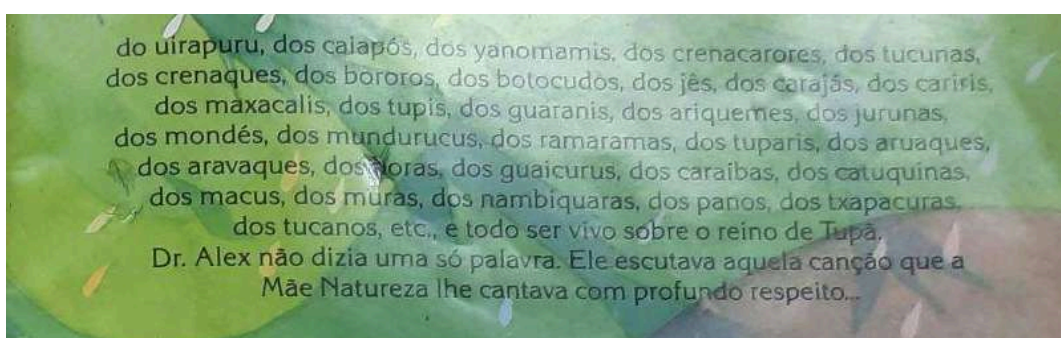 do uirapuru, dos caiapós, dos yanomamis, dos crenacarores, dos tucunas,
dos crenaques, dos bororos, dos botocudos, dos jês, dos carajás, dos cariris,
dos maxacalis, dos tupis, dos guaranis, dos ariquemes, dos jurunas,
dos mondés, dos mundurucus, dos ramaramas, dos tuparis, dos aruaques,
dos aravaques, dos guaicurus, dos caraíbas, dos catuquinas,
dos macus, dos muras, dos nambiquaras, dos panos, dos txapacuras,
dos tucanos, etc., e todo ser vivo sobre o reino de Tupã.
Dr. Alex não dizia uma só palavra. Ele escutava aquela canção que a
Mãe Natureza lhe cantava com profundo respeito...